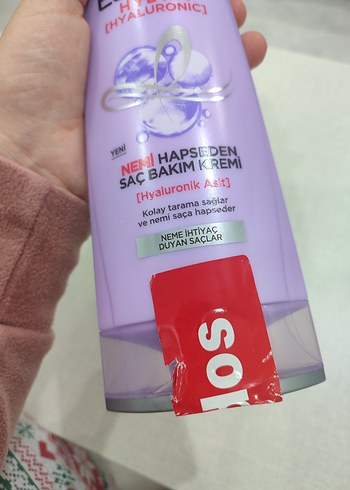 [HYALURONIC]
YENİ
NEMİ HAPSEDEN
SAÇ BAKIM KREMİ
[Hyaluronik Asit]
Kolay tarama sağlar
ve nemi saça hapseder
NEME İHTİYAÇ
DUYAN SAÇLAR